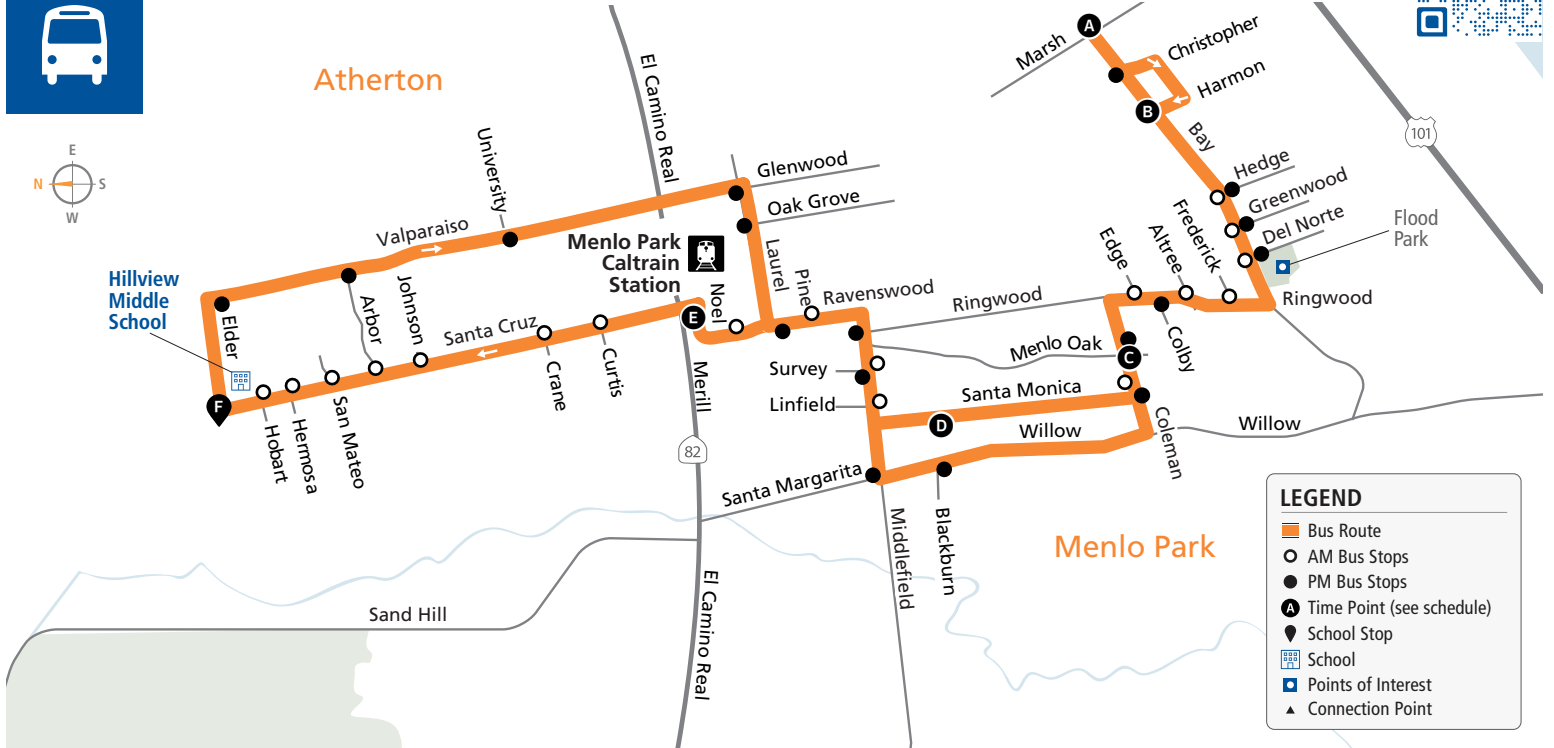 A
Marsh
Christopher
Harmon
B
Bay
101
Atherton
El Camino Real
E
N
S
W
University
Glenwood
Oak Grove
Hedge
Greenwood
Del Norte
Flood
Park
Valparaiso
Menlo Park
Caltrain
Station
Laurel
Pine
Ravenswood
Ringwood
Edge
Altree
Frederick
Ringwood
Hillview
Middle
School
Elder
Arbor
Johnson
Santa Cruz
E
Noel
Crane
Curtis
Merill
Survey
Linfield
Menlo Oak
C
Colby
Santa Monica
D
Willow
Coleman
Willow
F
Hobart
Hermosa
San Mateo
82
Santa Margarita
Middlefield
Blackburn
Menlo Park
Sand Hill
El Camino Real
LEGEND
Bus Route
AM Bus Stops
PM Bus Stops
A Time Point (see schedule)
School Stop
School
Points of Interest
Connection Point